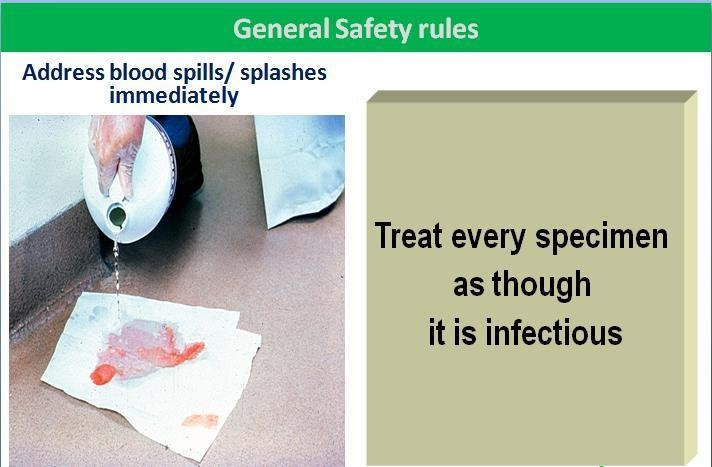 General Safety rules
Address blood spills/ splashes
immediately
Treat every specimen
as though
it is infectious